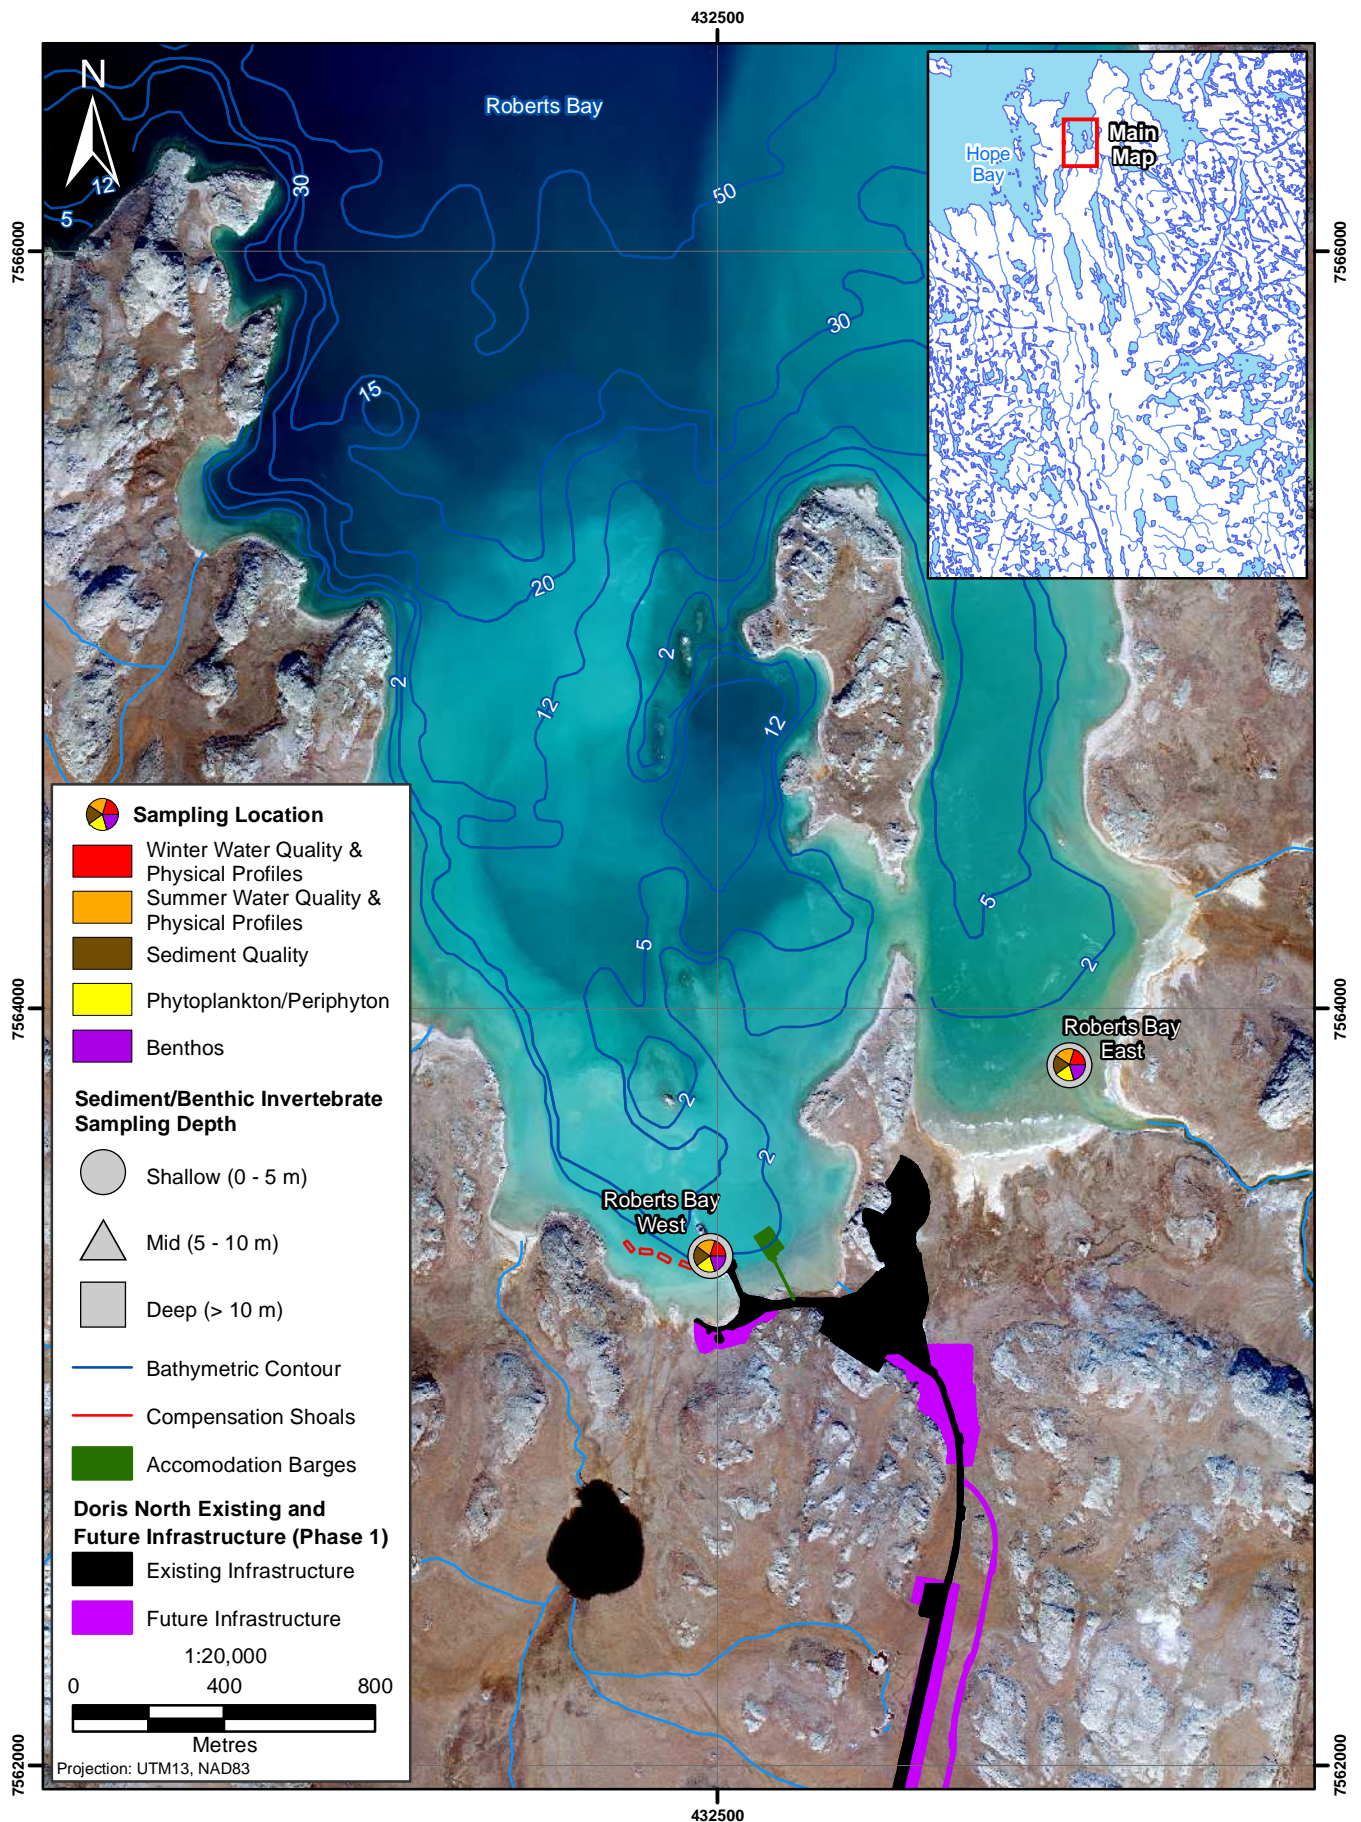 432500
N
Roberts Bay
Hope
Bay
Main
Map
12
5
30
50
7566000
7566000
30
15
20
2
2
12
12
5
5
2
7564000
7564000
2
2
Roberts Bay
East
Roberts Bay
West
Sampling Location
Winter Water Quality &
Physical Profiles
Summer Water Quality &
Physical Profiles
Sediment Quality
Phytoplankton/Periphyton
Benthos
Sediment/Benthic Invertebrate
Sampling Depth
Shallow (0 - 5 m)
Mid (5 - 10 m)
Deep (> 10 m)
Bathymetric Contour
Compensation Shoals
Accomodation Barges
Doris North Existing and
Future Infrastructure (Phase 1)
Existing Infrastructure
Future Infrastructure
1:20,000
0 400 800
Metres
Projection: UTM13, NAD83
7562000
7562000
432500